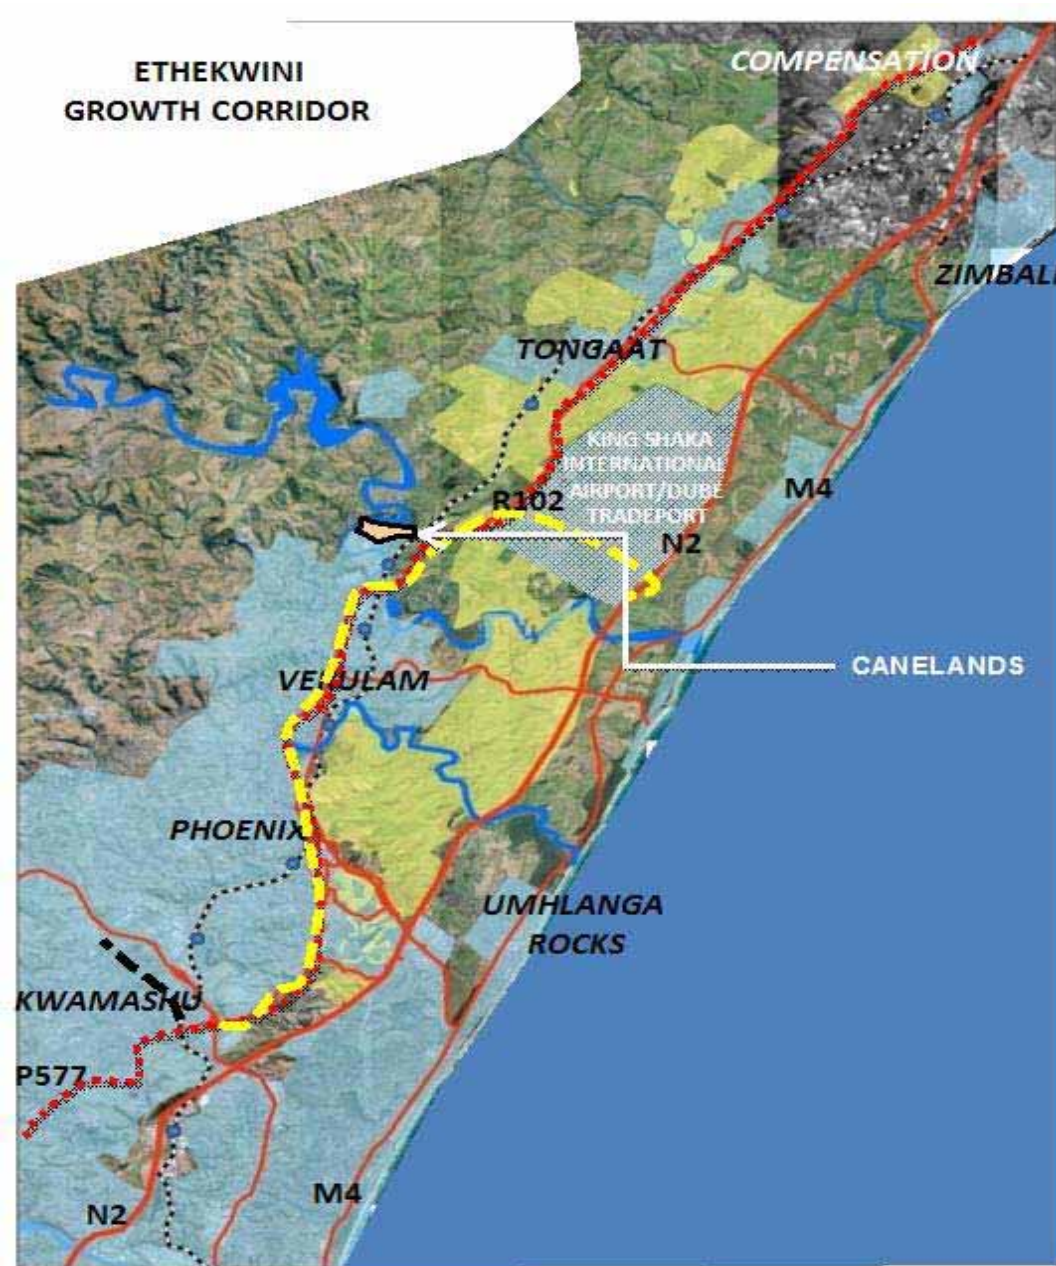 ETHEKWINI
GROWTH CORRIDOR
COMPENSATION
ZIMBALI
TONGAAT
KING SHAKA
INTERNATIONAL
AIRPORT/DUBE
TRADEPORT
R102
M4
N2
CANELANDS
VERULAM
PHOENIX
UMHLANGA
ROCKS
KWAMASHU
P577
M4
N2